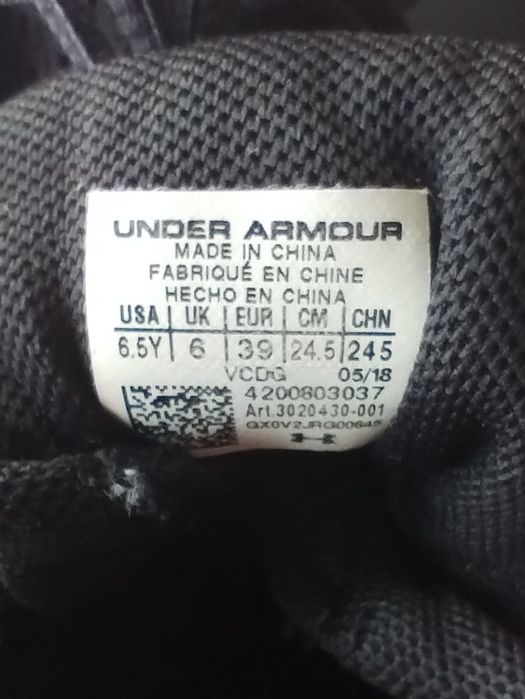 UNDER ARMOUR
MADE IN CHINA
FABRIQUÉ EN CHINE
HECHO EN CHINA
USA UK EUR CM CHN
6.5Y 6 39 24.5 245
VCDG 05/18
4200803037
Art.3020430-001
QX0V2JRG00645